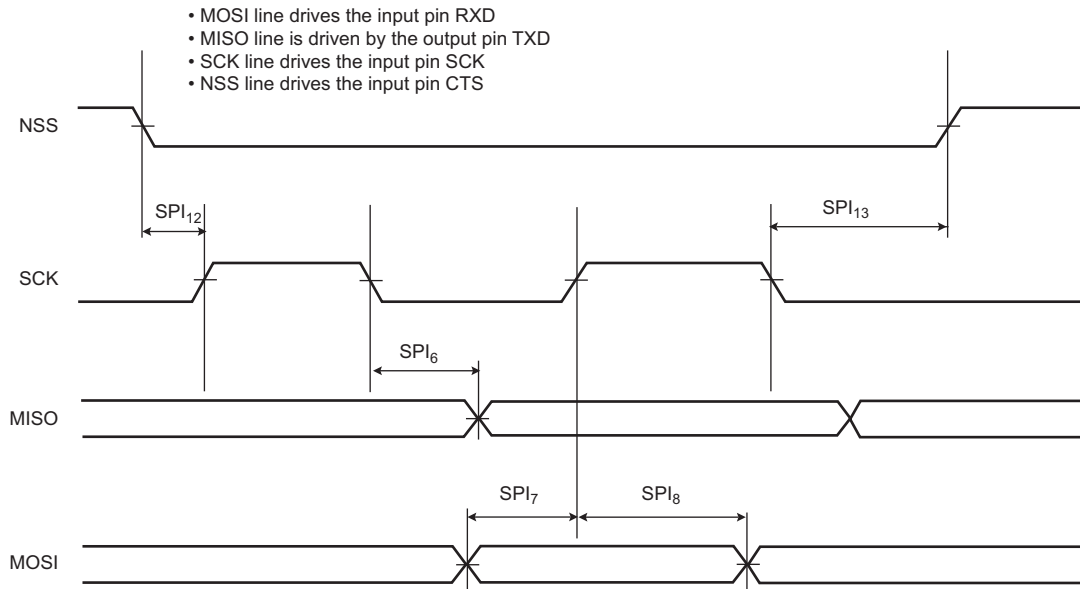 • MOSI line drives the input pin RXD
• MISO line is driven by the output pin TXD
• SCK line drives the input pin SCK
• NSS line drives the input pin CTS
NSS
SPI12
SPI13
SCK
SPI6
MISO
SPI7
SPI8
MOSI